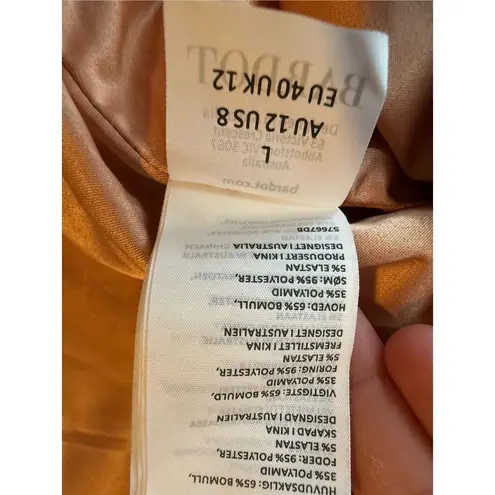 HOVUDSAKLIG: 65% BOMULL,
35% POLYAMID
FODER: 95% POLYESTER,
5% ELASTAN
SKAPAD I KINA
DESIGNAD I AUSTRALIEN
VIGTIGSTE: 65% BOMULD,
35% POLYAMID
FORING: 95% POLYESTER,
5% ELASTAN
FREMSTILLET I KINA
DESIGNET I AUSTRALIEN
HOVED: 65% BOMULL,
35% POLYAMID
SØM: 95% POLYESTER,
5% ELASTAN
PRODUSERT I KINA
DESIGNET I AUSTRALIA
57667DB
L
AU 12 US 8
EU 40 UK 12
BARDOT
63 Victoria Crescent
Abbotsford VIC 3067
Australia
bardot.com